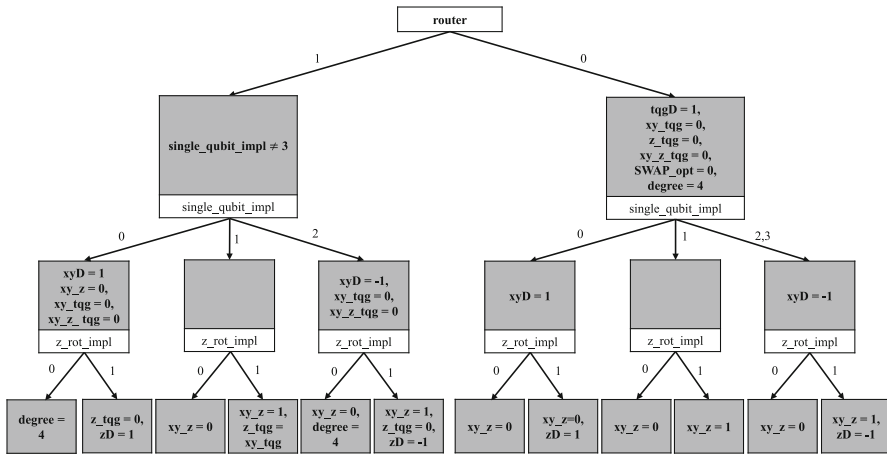 router
1
0
single_qubit_impl ≠ 3
single_qubit_impl
tqgD = 1,
xy_tqg = 0,
z_tqg = 0,
xy_z_tqg = 0,
SWAP_opt = 0,
degree = 4
single_qubit_impl
0
1
2
0
1
2,3
xyD = 1
xy_z = 0,
xy_tqg = 0,
xy_z_ tqg = 0
z_rot_impl
z_rot_impl
xyD = -1,
xy_tqg = 0,
xy_z_tqg = 0
z_rot_impl
xyD = 1
z_rot_impl
z_rot_impl
xyD = -1
z_rot_impl
0
1
0
1
0
1
0
1
0
1
0
1
degree =
4
z_tqg = 0,
zD = 1
xy_z = 0
xy_z = 1,
z_tqg =
xy_tqg
xy_z = 0,
degree =
4
xy_z = 1,
z_tqg = 0,
zD = -1
xy_z = 0
xy_z=0,
zD = 1
xy_z = 0
xy_z = 1
xy_z = 0
xy_z = 1,
zD = -1